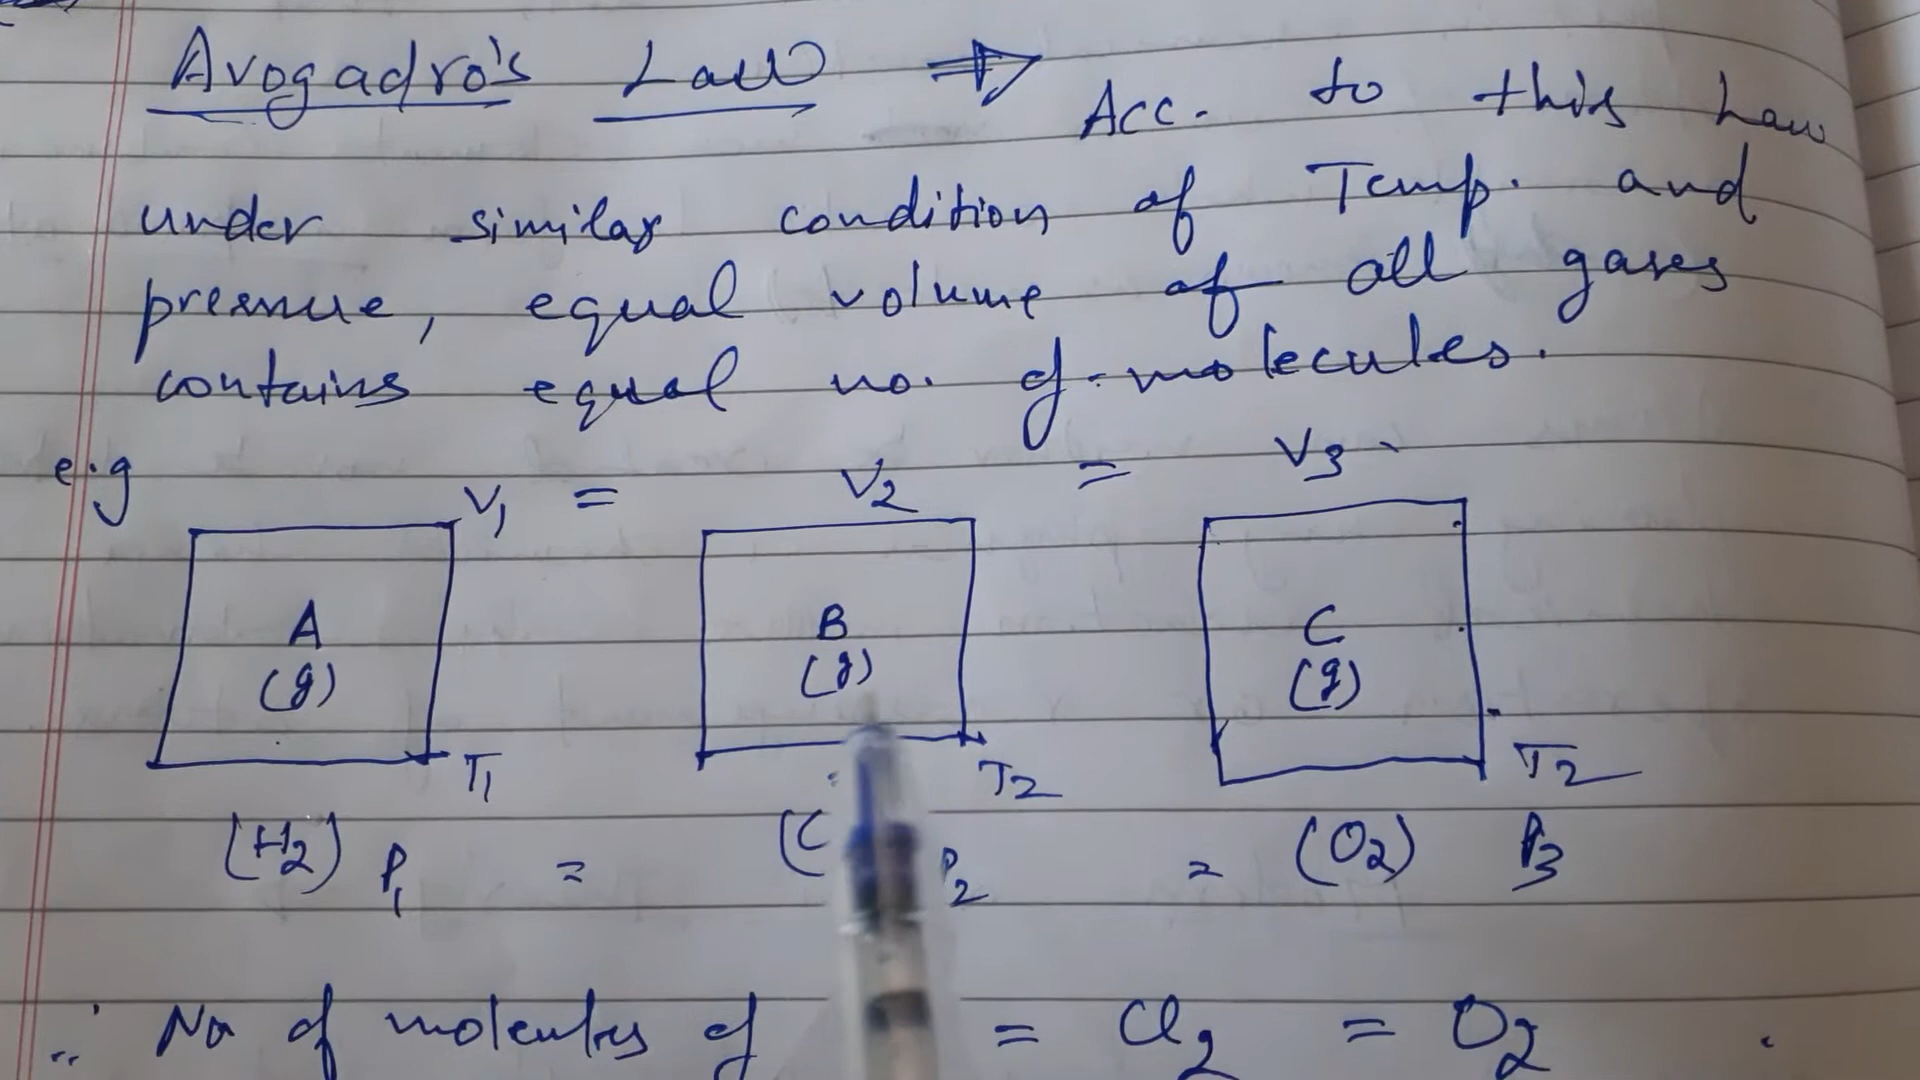 Avogadro's Law ⇒ Acc. to this Law
under similar condition of Temp. and
pressure, equal volume of all gases
contains equal no. of molecules.
e.g V1 = V2 = V3
A B C
(g) (g) (g)
T1 T2 T2
(H2) P1 = (C P2 = (O2) P3
∴ No of molecules of = Cl2 = O2